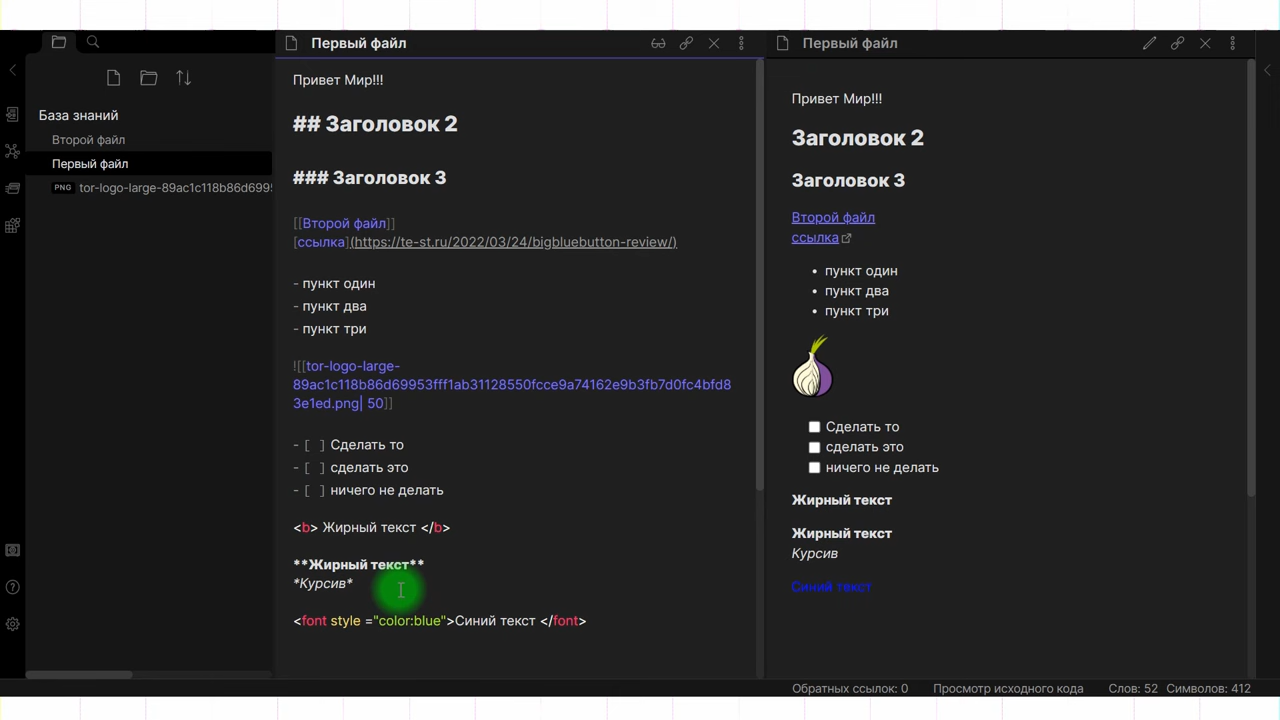 База знаний
Второй файл
Первый файл
PNG tor-logo-large-89ac1c118b86d6995
Первый файл
Привет Мир!!!
## Заголовок 2
### Заголовок 3
[[Второй файл]]
[ссылка](https://te-st.ru/2022/03/24/bigbluebutton-review/)
- пункт один
- пункт два
- пункт три
![[tor-logo-large-
89ac1c118b86d69953fff1ab31128550fcce9a74162e9b3fb7d0fc4bfd8
3e1ed.png| 50]]
- [ ] Сделать то
- [ ] сделать это
- [ ] ничего не делать
<b> Жирный текст </b>
**Жирный текст**
*Курсив*
<font style ="color:blue">Синий текст </font>
Первый файл
Привет Мир!!!
Заголовок 2
Заголовок 3
Второй файл
ссылка
• пункт один
• пункт два
• пункт три
Сделать то
сделать это
ничего не делать
Жирный текст
Жирный текст
Курсив
Синий текст
Обратных ссылок: 0 Просмотр исходного кода Слов: 52 Символов: 412